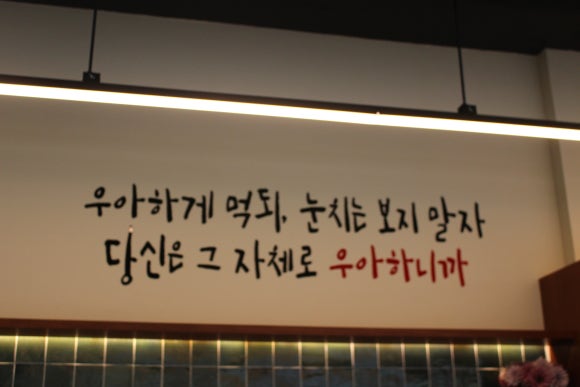 우아하게 먹되, 눈치는 보지 말자
당신은 그 자체로 우아하니까